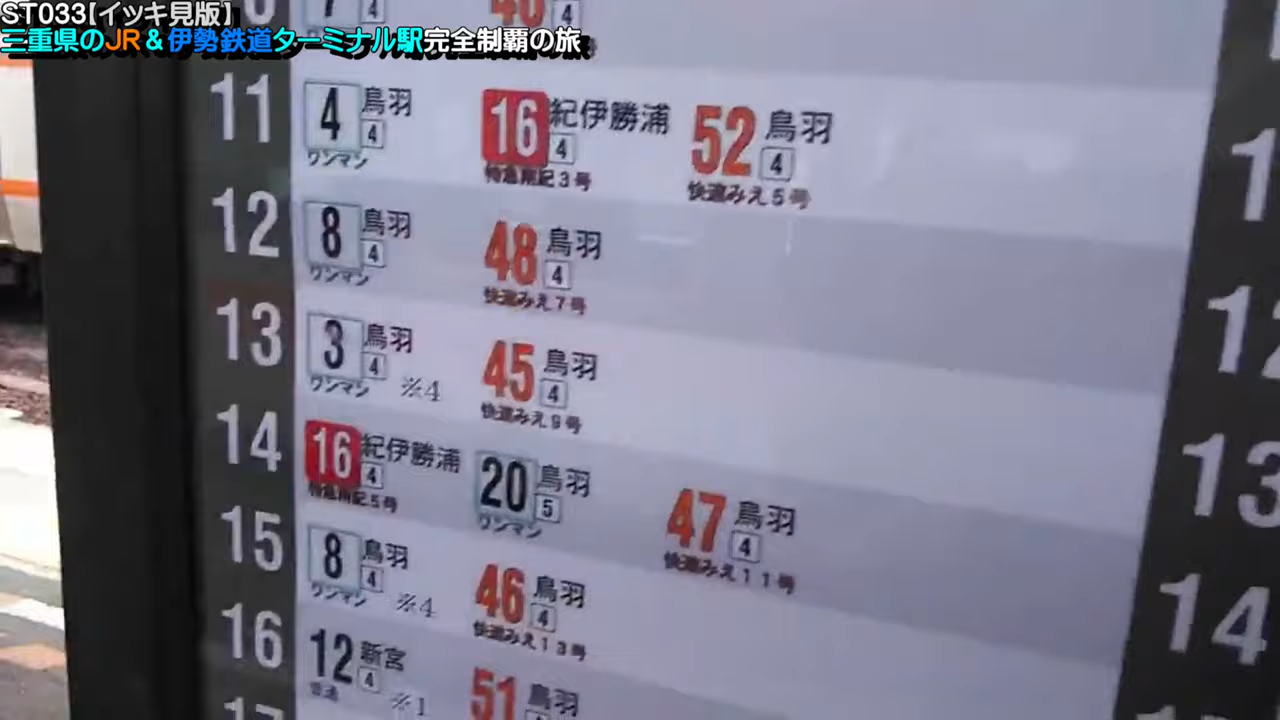 ST033【イッキ見版】
三重県のJR&伊勢鉄道ターミナル駅完全制覇の旅
7 4 40 4
11 4 鳥羽 4 ワンマン 16 紀伊勝浦 4 特急南紀3号 52 鳥羽 4 快速みえ5号
12 8 鳥羽 4 ワンマン 48 鳥羽 4 快速みえ7号
13 3 鳥羽 4 ワンマン ※4 45 鳥羽 4 快速みえ9号
14 16 紀伊勝浦 4 特急南紀5号 20 鳥羽 5 ワンマン 47 鳥羽 4 快速みえ11号
15 8 鳥羽 4 ワンマン ※4 46 鳥羽 4 快速みえ13号
16 12 新宮 4 普通 ※1 51 鳥羽
17
12
13
14